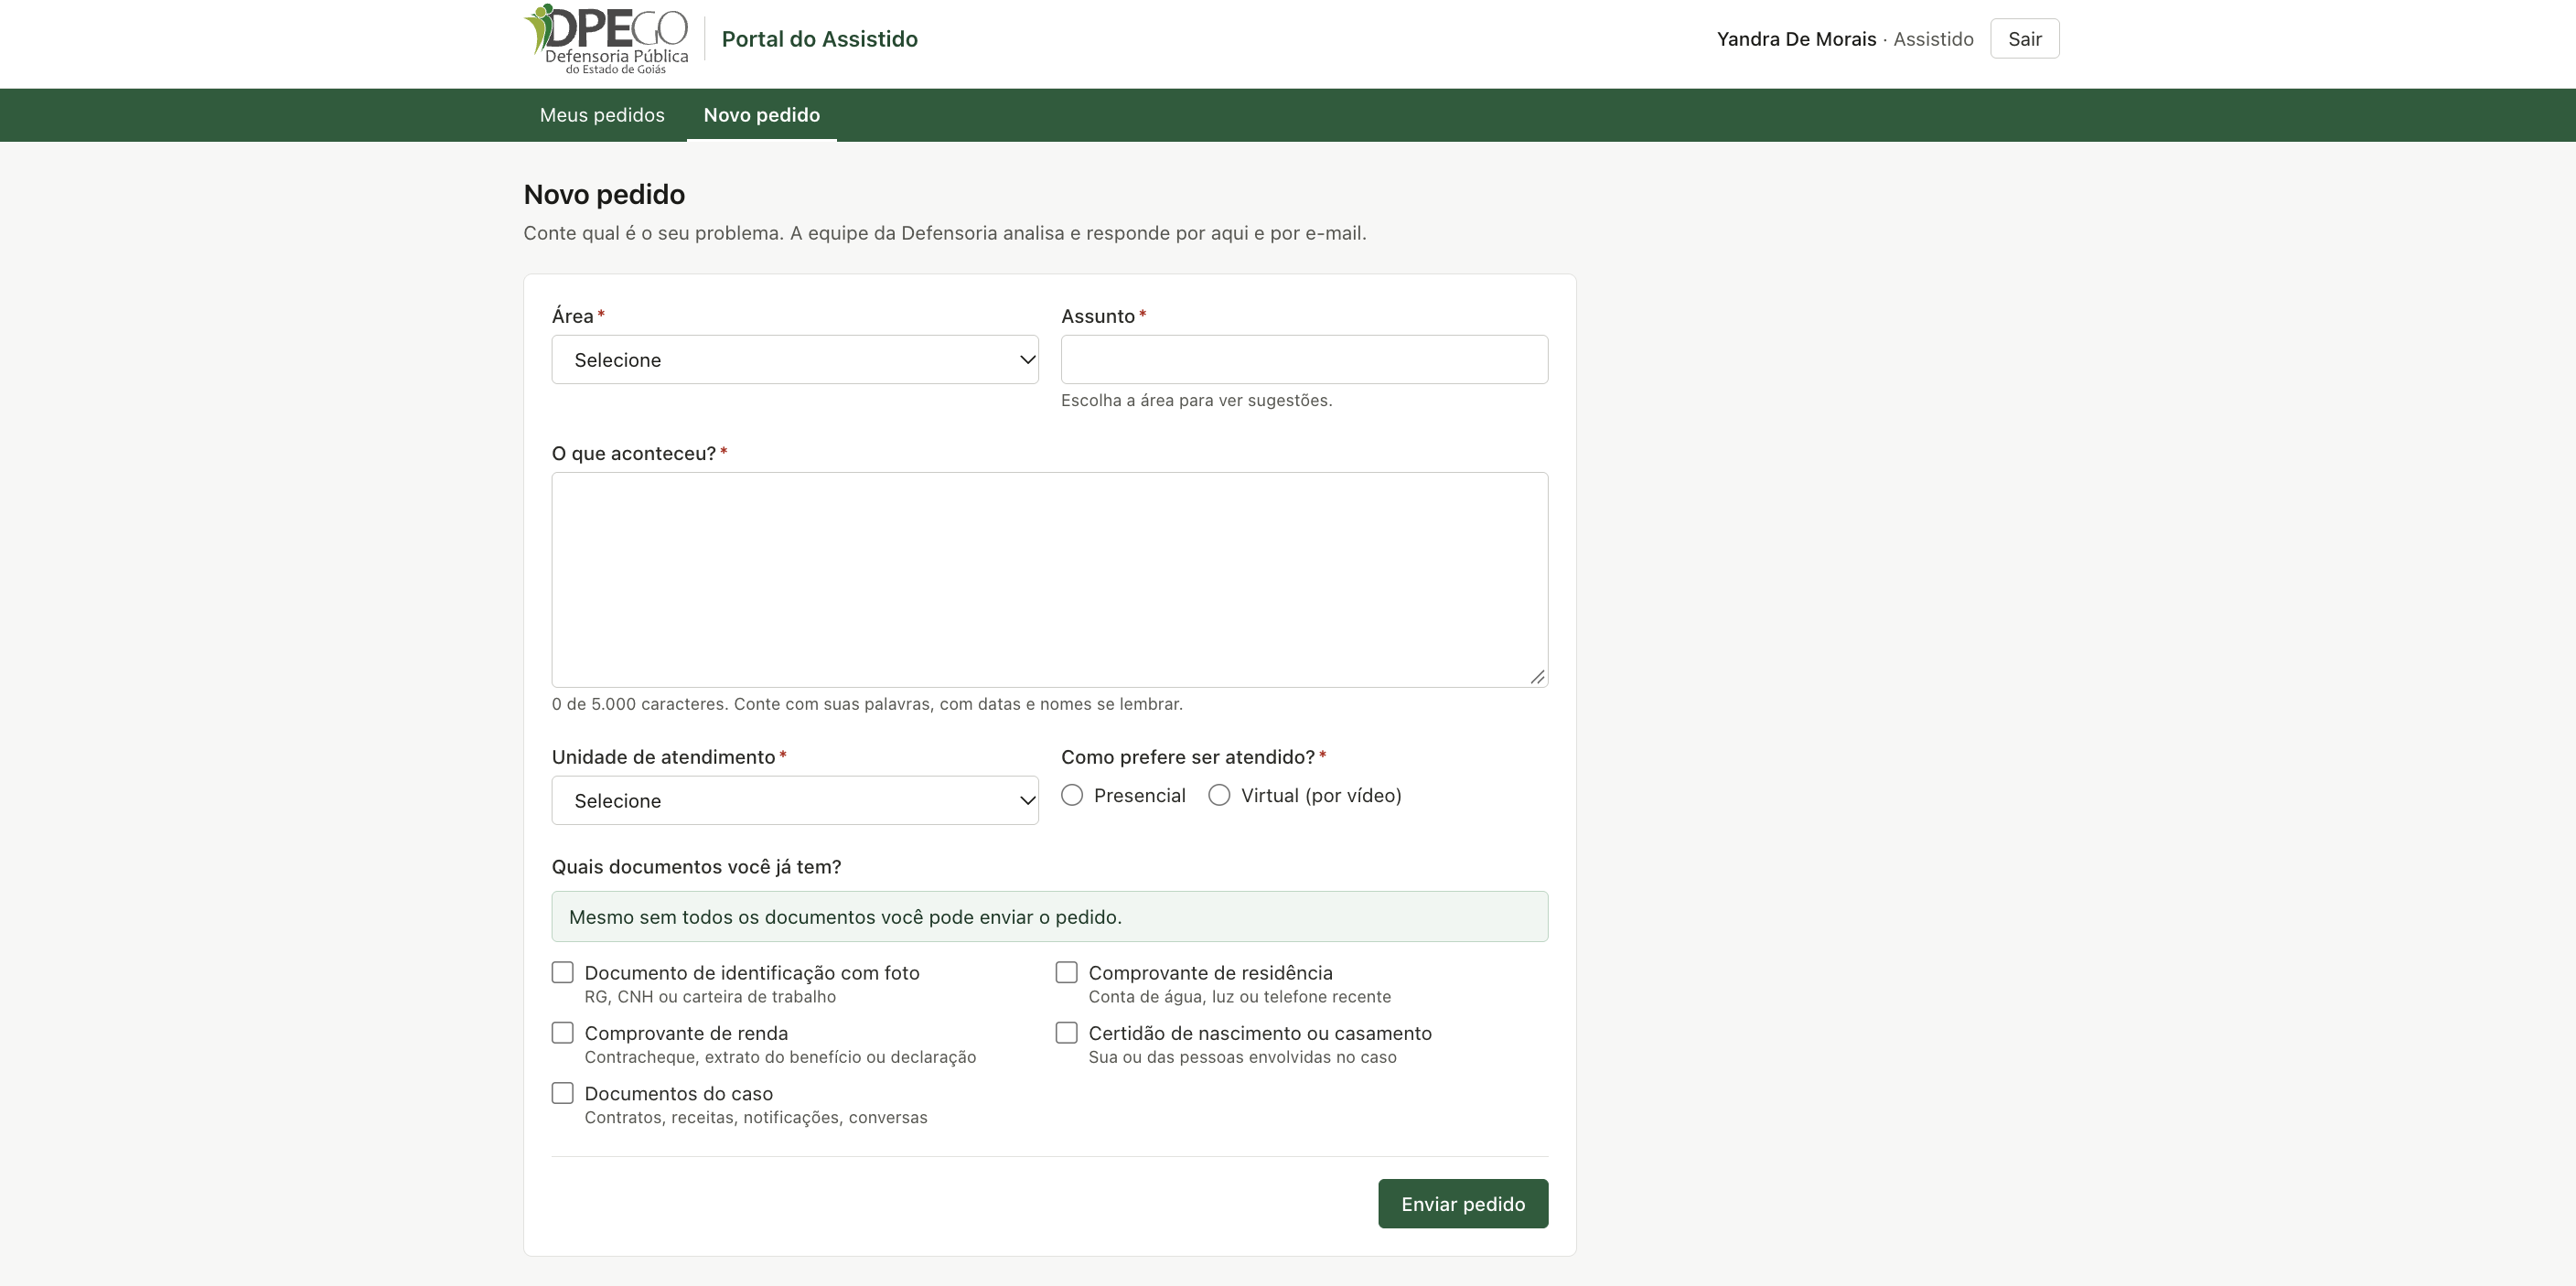 DPEGO
Defensoria Pública
do Estado de Goiás
Portal do Assistido
Yandra De Morais · Assistido
Sair
Meus pedidos
Novo pedido
Novo pedido
Conte qual é o seu problema. A equipe da Defensoria analisa e responde por aqui e por e-mail.
Área*
Assunto*
Selecione
Escolha a área para ver sugestões.
O que aconteceu?*
0 de 5.000 caracteres. Conte com suas palavras, com datas e nomes se lembrar.
Unidade de atendimento*
Como prefere ser atendido?*
Selecione
Presencial
Virtual (por vídeo)
Quais documentos você já tem?
Mesmo sem todos os documentos você pode enviar o pedido.
Documento de identificação com foto
RG, CNH ou carteira de trabalho
Comprovante de residência
Conta de água, luz ou telefone recente
Comprovante de renda
Contracheque, extrato do benefício ou declaração
Certidão de nascimento ou casamento
Sua ou das pessoas envolvidas no caso
Documentos do caso
Contratos, receitas, notificações, conversas
Enviar pedido